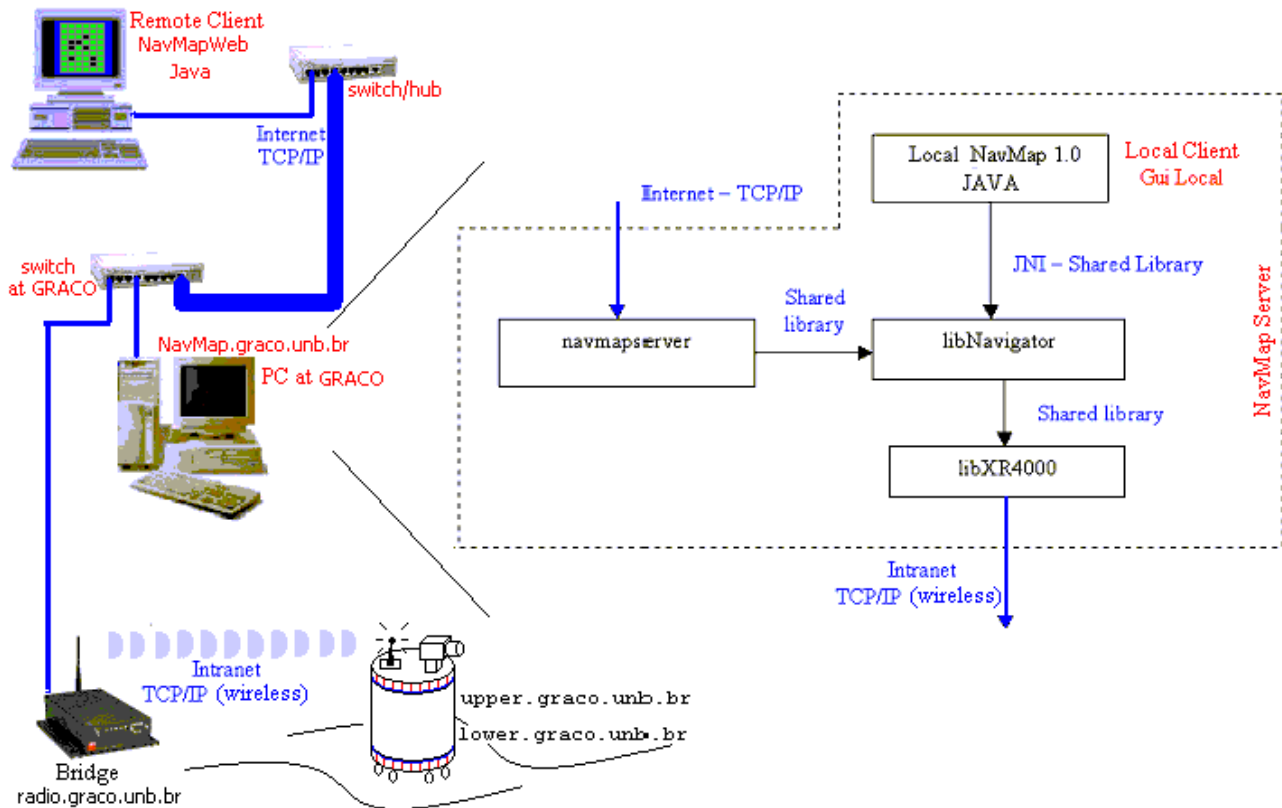 Remote Client
NavMapWeb
Java
switch/hub
Internet
TCP/IP
switch
at GRACO
NavMap.graco.unb.br
PC at GRACO
Intranet
TCP/IP (wireless)
upper.graco.unb.br
lower.graco.unb.br
Bridge
radio.graco.unb.br
Local NavMap 1.0
JAVA
Local Client
Gui Local
IInternet – TCP/IP
JNI – Shared Library
Shared
library
navmapserver
libNavigator
Shared library
libXR4000
Intranet
TCP/IP (wireless)
NavMap Server